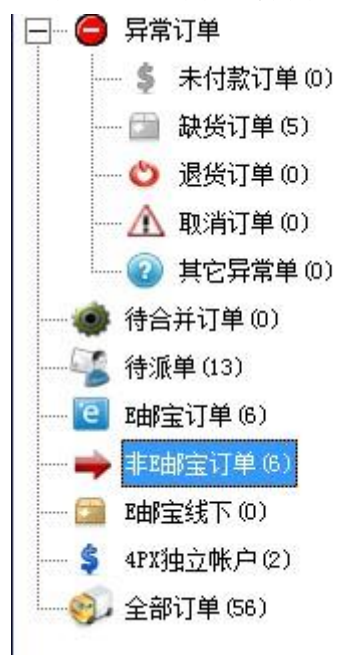 异常订单
未付款订单(0)
缺货订单(5)
退货订单(0)
取消订单(0)
其它异常单(0)
待合并订单(0)
待派单(13)
E邮宝订单(6)
非E邮宝订单(6)
E邮宝线下(0)
4PX独立帐户(2)
全部订单(56)